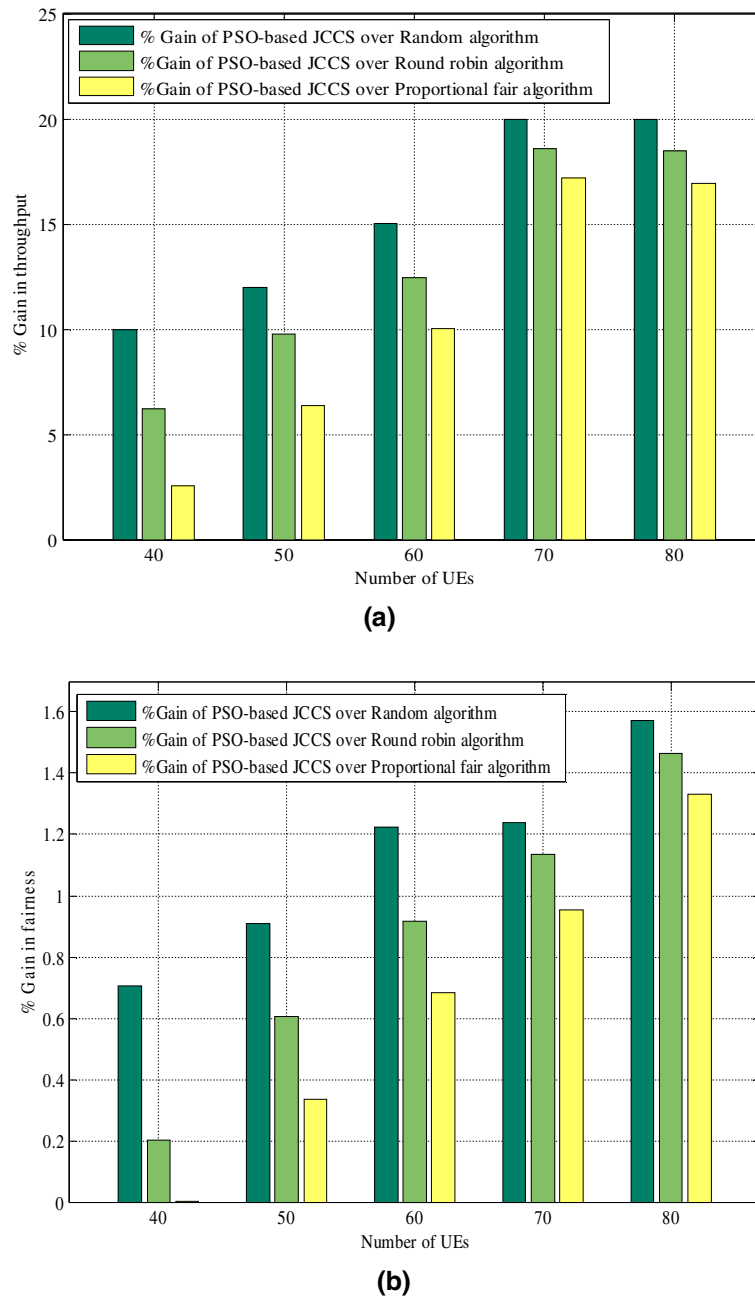 25
20
15
10
5
0
% Gain in throughput
% Gain of PSO-based JCCS over Random algorithm
%Gain of PSO-based JCCS over Round robin algorithm
%Gain of PSO-based JCCS over Proportional fair algorithm
40 50 60 70 80
Number of UEs
(a)
1.6
1.4
1.2
1
0.8
0.6
0.4
0.2
0
% Gain in fairness
%Gain of PSO-based JCCS over Random algorithm
%Gain of PSO-based JCCS over Round robin algorithm
%Gain of PSO-based JCCS over Proportional fair algorithm
40 50 60 70 80
Number of UEs
(b)